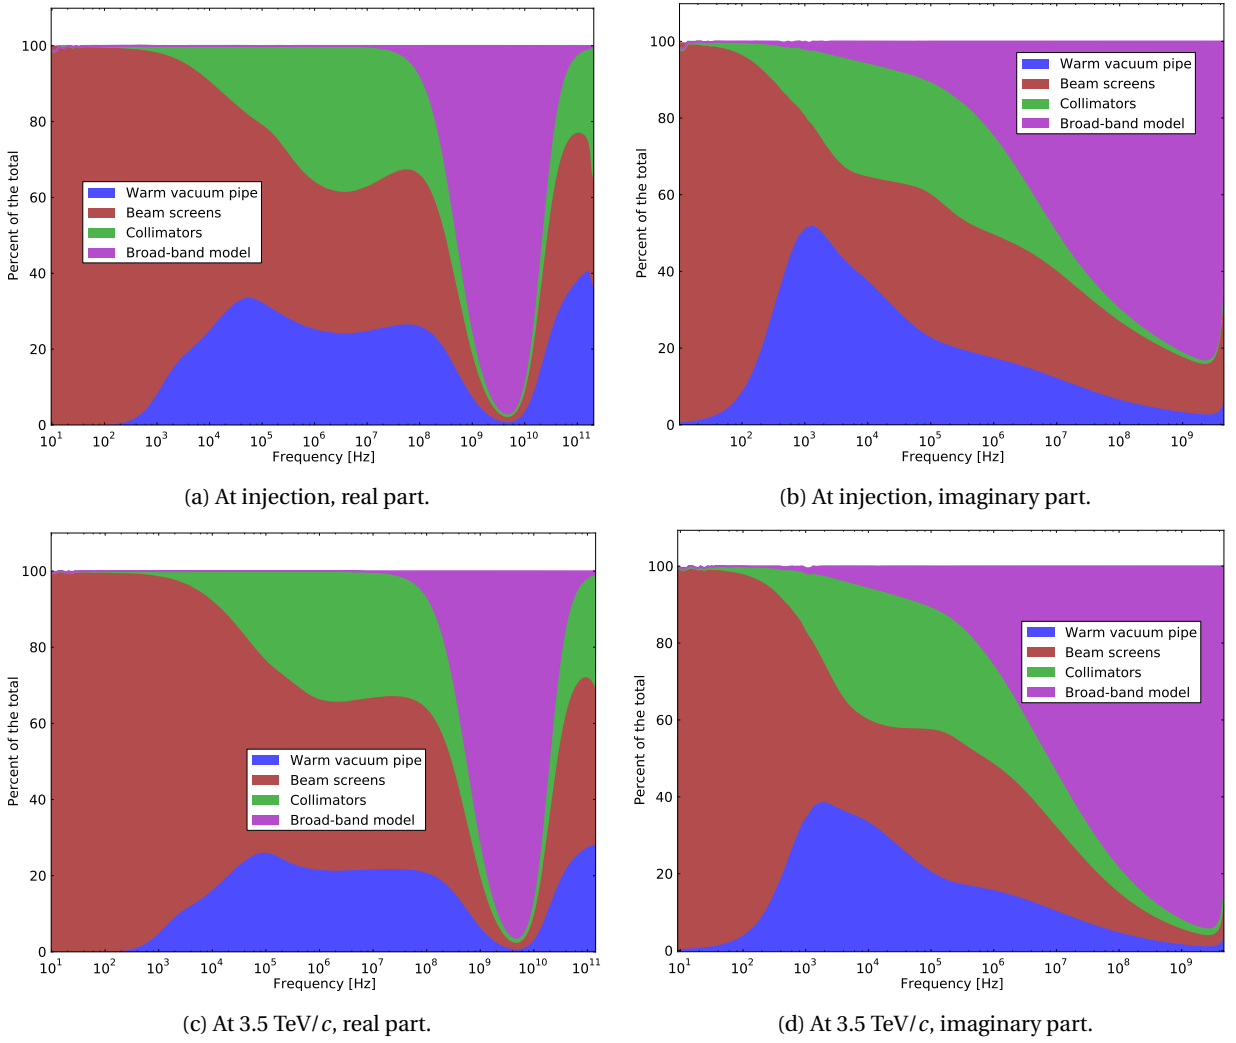 100
80
60
40
20
0
Percent of the total
Warm vacuum pipe
Beam screens
Collimators
Broad-band model
10^1 10^2 10^3 10^4 10^5 10^6 10^7 10^8 10^9 10^10 10^11
Frequency [Hz]
(a) At injection, real part.
100
80
60
40
20
0
Percent of the total
Warm vacuum pipe
Beam screens
Collimators
Broad-band model
10^2 10^3 10^4 10^5 10^6 10^7 10^8 10^9
Frequency [Hz]
(b) At injection, imaginary part.
100
80
60
40
20
0
Percent of the total
Warm vacuum pipe
Beam screens
Collimators
Broad-band model
10^1 10^2 10^3 10^4 10^5 10^6 10^7 10^8 10^9 10^10 10^11
Frequency [Hz]
(c) At 3.5 TeV/c, real part.
100
80
60
40
20
0
Percent of the total
Warm vacuum pipe
Beam screens
Collimators
Broad-band model
10^1 10^2 10^3 10^4 10^5 10^6 10^7 10^8 10^9
Frequency [Hz]
(d) At 3.5 TeV/c, imaginary part.